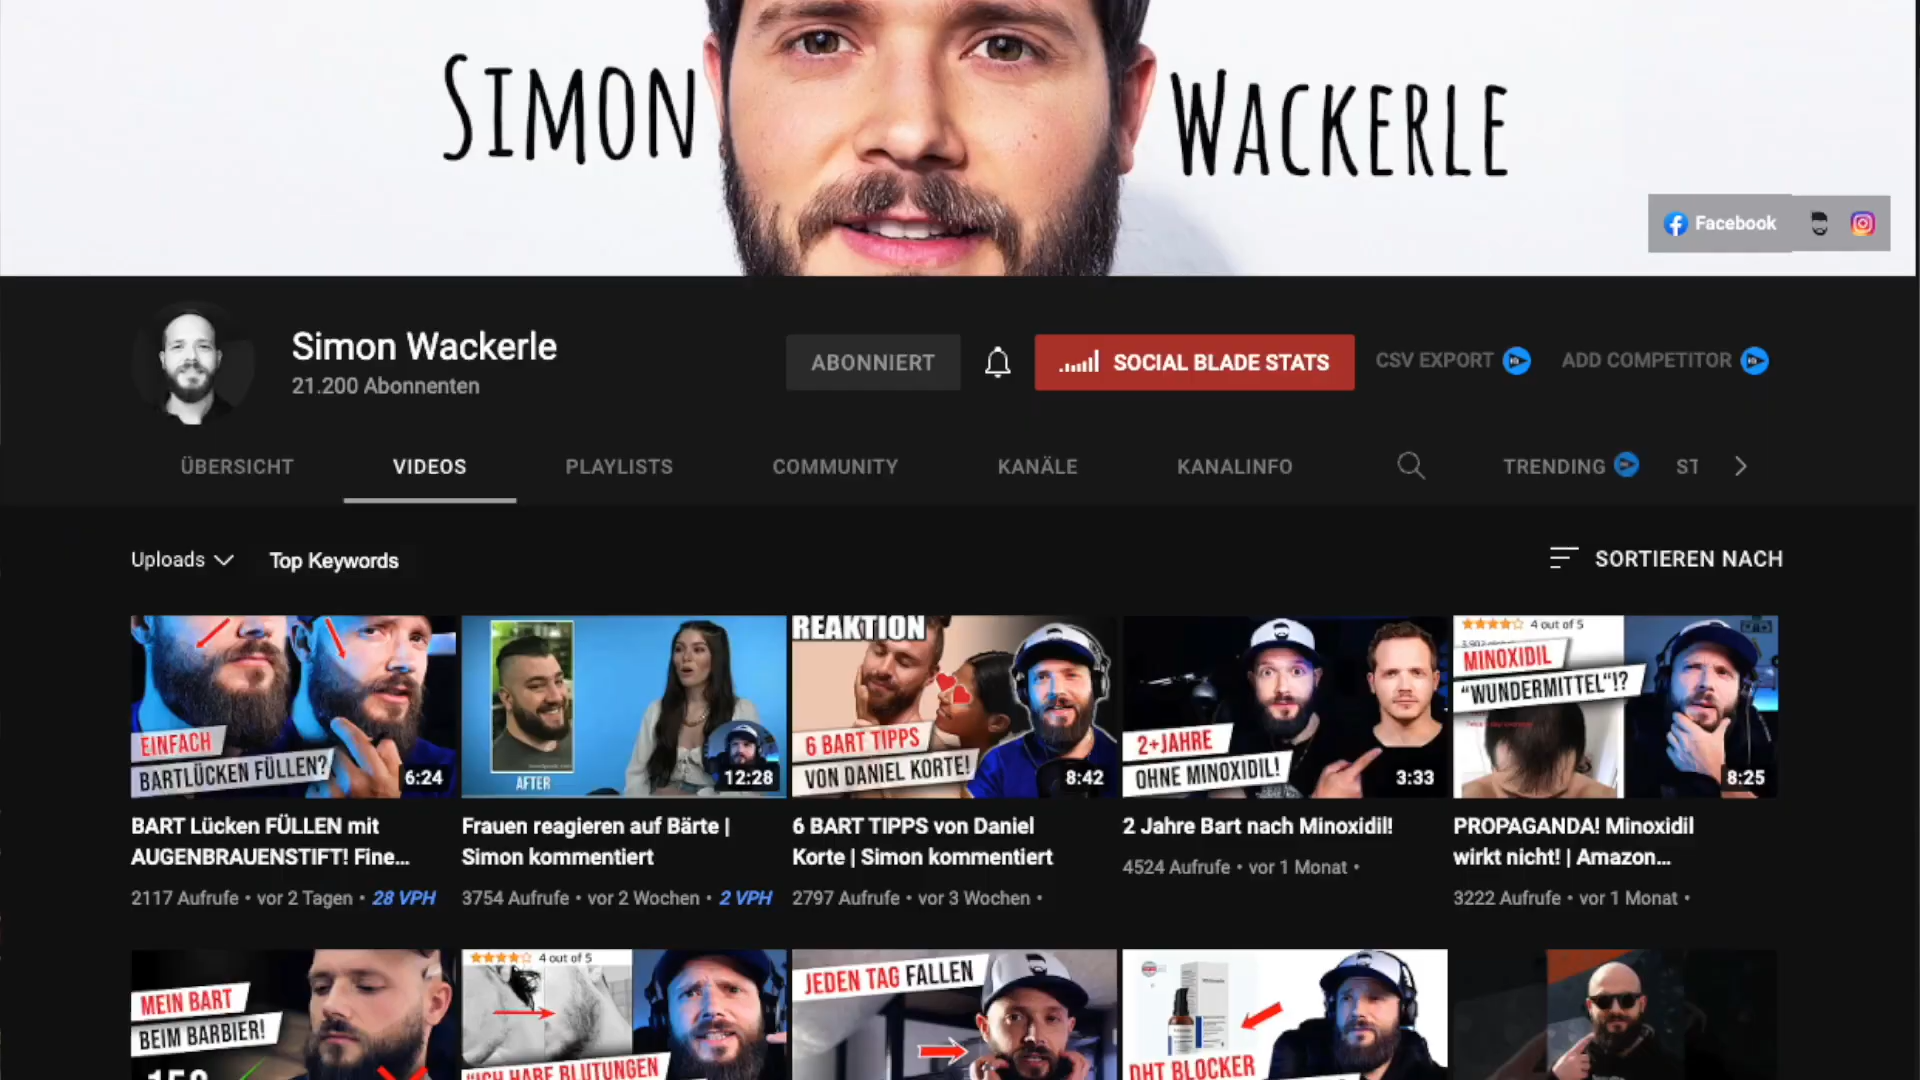 SIMON WACKERLE
Facebook
Simon Wackerle
21.200 Abonnenten
ABONNIERT
SOCIAL BLADE STATS
CSV EXPORT
ADD COMPETITOR
ÜBERSICHT
VIDEOS
PLAYLISTS
COMMUNITY
KANÄLE
KANALINFO
TRENDING
ST
Uploads
Top Keywords
SORTIEREN NACH
EINFACH
BARTLÜCKEN FÜLLEN?
6:24
AFTER
12:28
REAKTION
6 BART TIPPS
VON DANIEL KORTE!
8:42
2+JAHRE
OHNE MINOXIDIL!
3:33
4 out of 5
MINOXIDIL
"WUNDERMITTEL"!?
8:25
BART Lücken FÜLLEN mit
AUGENBRAUENSTIFT! Fine...
2117 Aufrufe • vor 2 Tagen • 28 VPH
Frauen reagieren auf Bärte |
Simon kommentiert
3754 Aufrufe • vor 2 Wochen • 2 VPH
6 BART TIPPS von Daniel
Korte | Simon kommentiert
2797 Aufrufe • vor 3 Wochen •
2 Jahre Bart nach Minoxidil!
4524 Aufrufe • vor 1 Monat •
PROPAGANDA! Minoxidil
wirkt nicht! | Amazon...
3222 Aufrufe • vor 1 Monat •
MEIN BART
BEIM BARBIER!
4 out of 5
"ICH HABE BLUTUNGEN
JEDEN TAG FALLEN
DHT BLOCKER